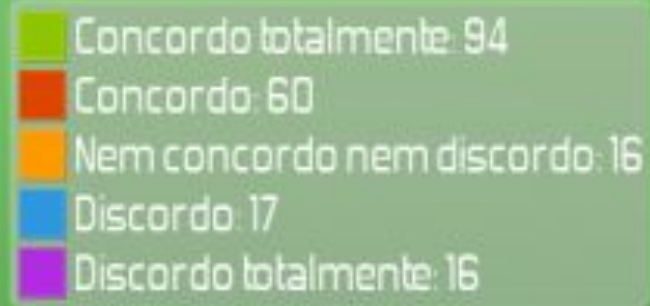 Concordo totalmente: 94
Concordo: 60
Nem concordo nem discordo: 16
Discordo: 17
Discordo totalmente: 16